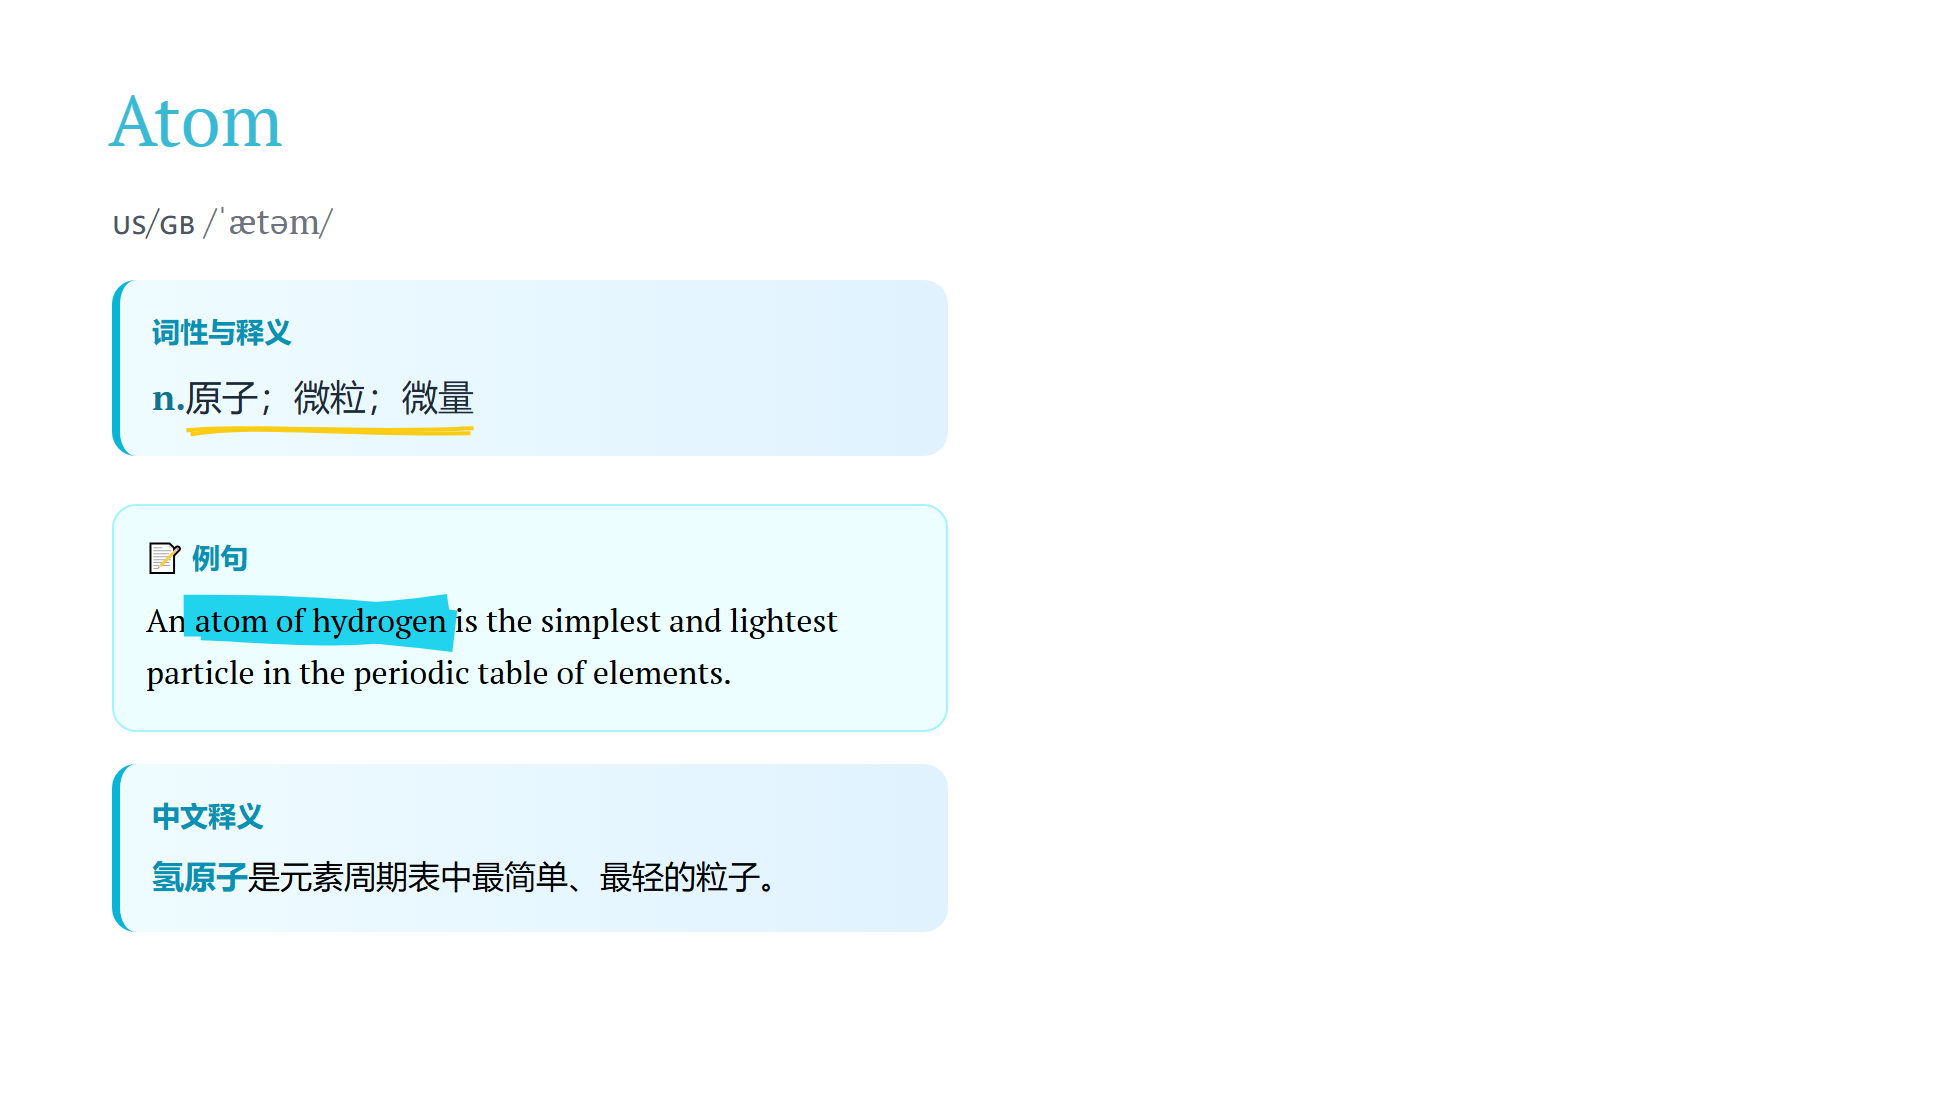 Atom
US/GB /ˈætəm/
词性与释义
n.原子；微粒；微量
📝 例句
An atom of hydrogen is the simplest and lightest
particle in the periodic table of elements.
中文释义
氢原子是元素周期表中最简单、最轻的粒子。